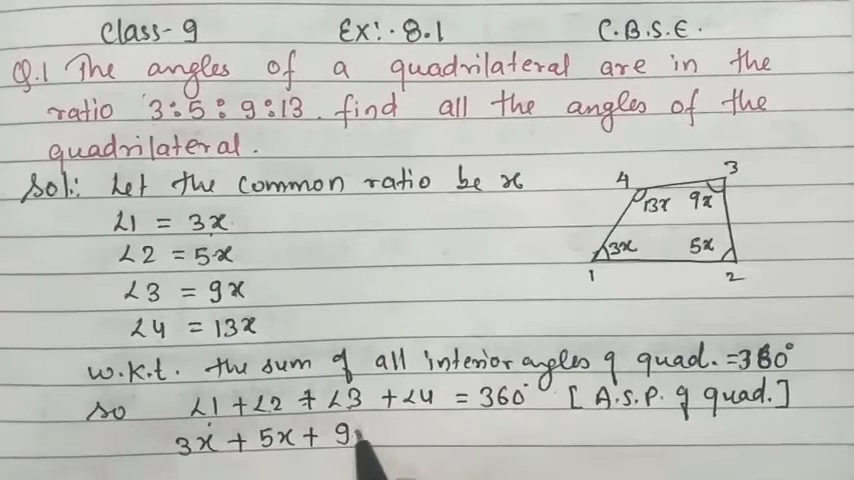 Class-9 Ex:-8.1 C.B.S.E.
Q.1 The angles of a quadrilateral are in the
ratio 3:5:9:13. find all the angles of the
quadrilateral.
Sol: Let the common ratio be x
∠1 = 3x
∠2 = 5x
∠3 = 9x
∠4 = 13x
4 3
13x 9x
3x 5x
1 2
w.k.t. the sum of all interior angles of quad. = 360°
so ∠1 + ∠2 + ∠3 + ∠4 = 360° [A.S.P. of quad.]
3x + 5x + 9